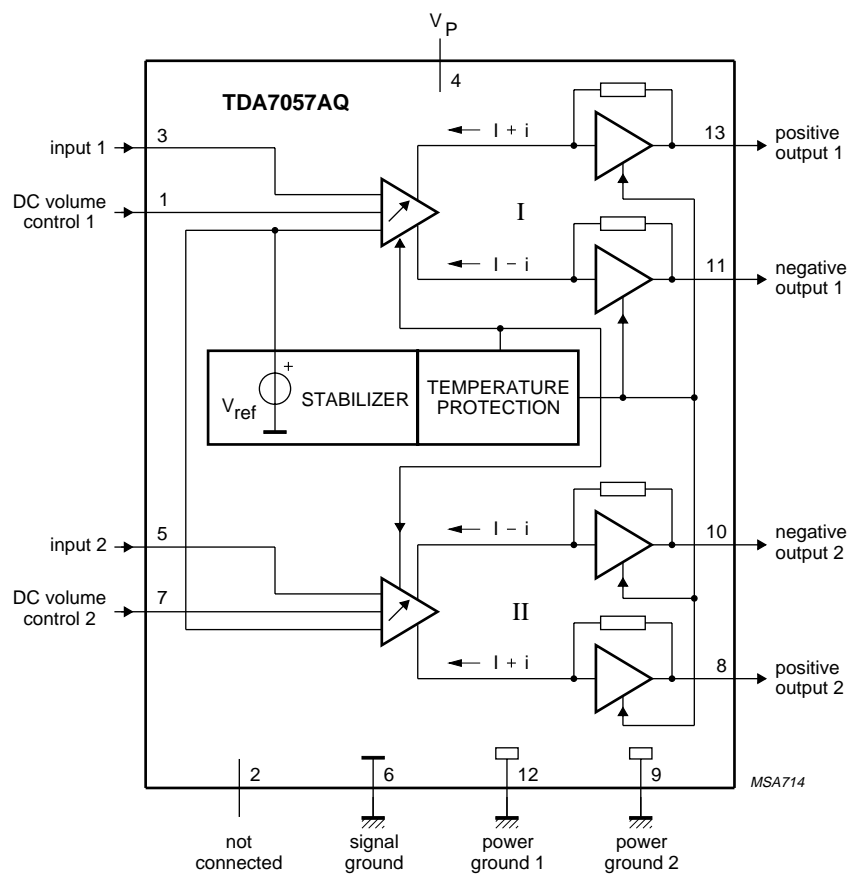 V
P
4
TDA7057AQ
3
input 1
I + i
13
positive
output 1
1
DC volume
control 1
I
I − i
11
negative
output 1
+
Vref
STABILIZER
TEMPERATURE
PROTECTION
5
input 2
I − i
10
negative
output 2
7
DC volume
control 2
II
I + i
8
positive
output 2
2
6
12
9
MSA714
not
connected
signal
ground
power
ground 1
power
ground 2